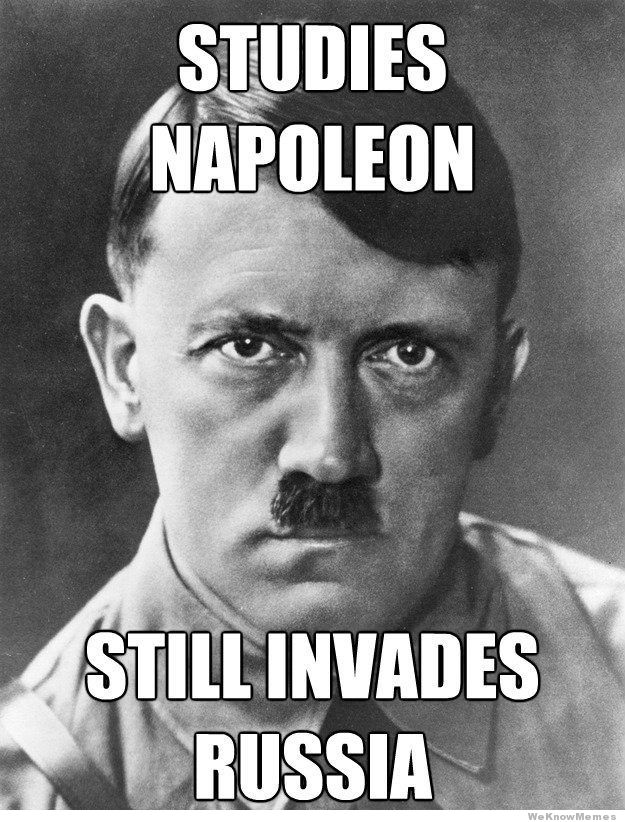 STUDIES
NAPOLEON
STILL INVADES
RUSSIA
WeKnowMemes